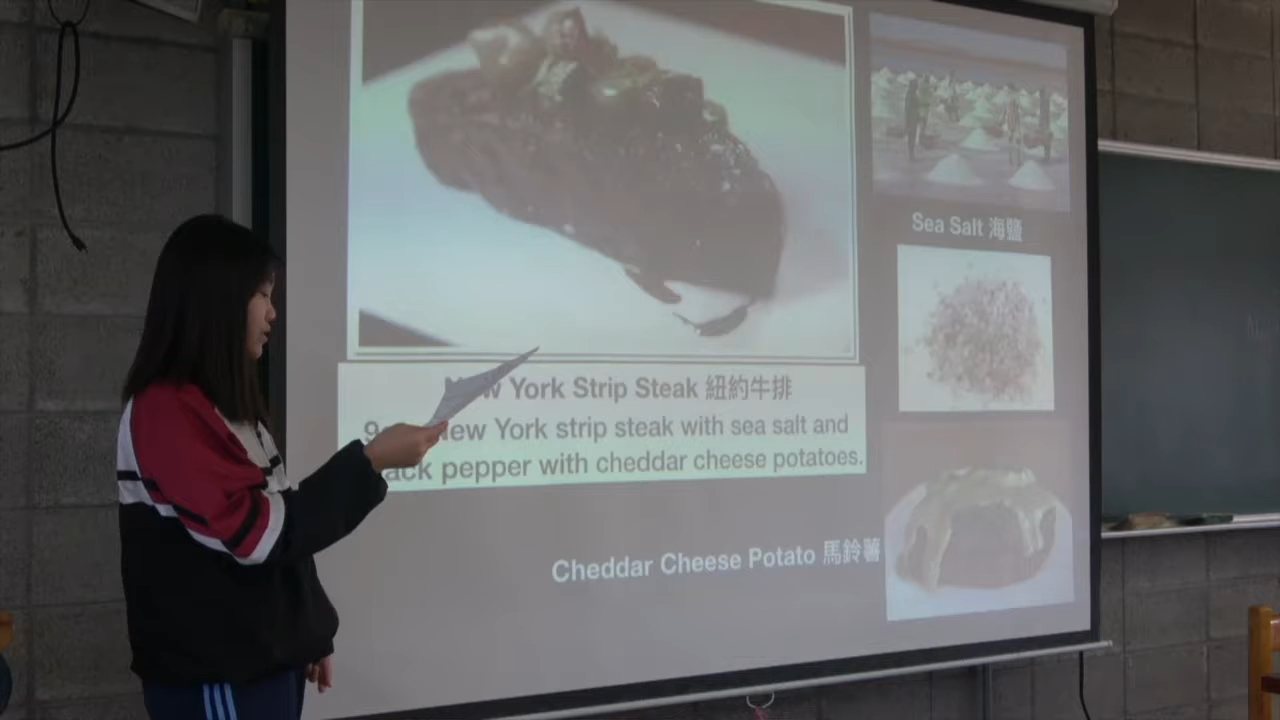 York Strip Steak 紐約牛排
York strip steak with sea salt and
pepper with cheddar cheese potatoes.
Sea Salt 海鹽
Cheddar Cheese Potato 馬鈴薯